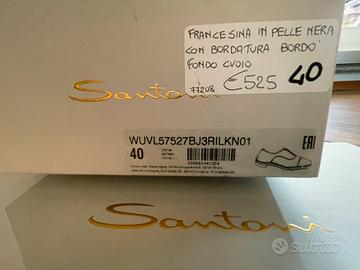 FRANCESINA IN PELLE NERA
CON BORDATURA BORDO'
FONDO CUOIO
77208 €525 40
Santoni
WUVL57527BJ3RILKN01
40
EAC
Santoni
subito